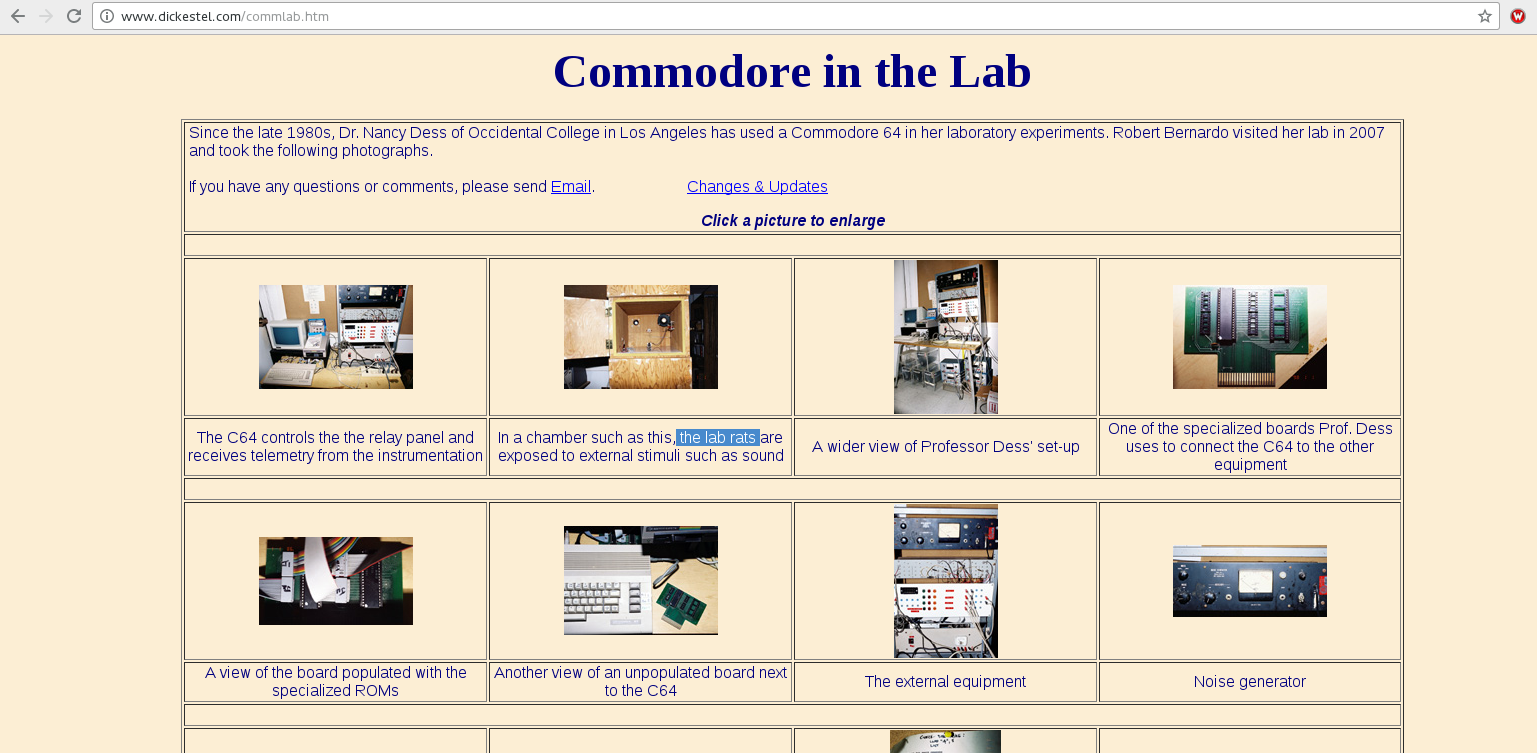 www.dickestel.com/commlab.htm
Commodore in the Lab
Since the late 1980s, Dr. Nancy Dess of Occidental College in Los Angeles has used a Commodore 64 in her laboratory experiments. Robert Bernardo visited her lab in 2007
and took the following photographs.
If you have any questions or comments, please send Email. Changes & Updates
Click a picture to enlarge
The C64 controls the the relay panel and
receives telemetry from the instrumentation
In a chamber such as this, the lab rats are
exposed to external stimuli such as sound
A wider view of Professor Dess' set-up
One of the specialized boards Prof. Dess
uses to connect the C64 to the other
equipment
A view of the board populated with the
specialized ROMs
Another view of an unpopulated board next
to the C64
The external equipment
Noise generator